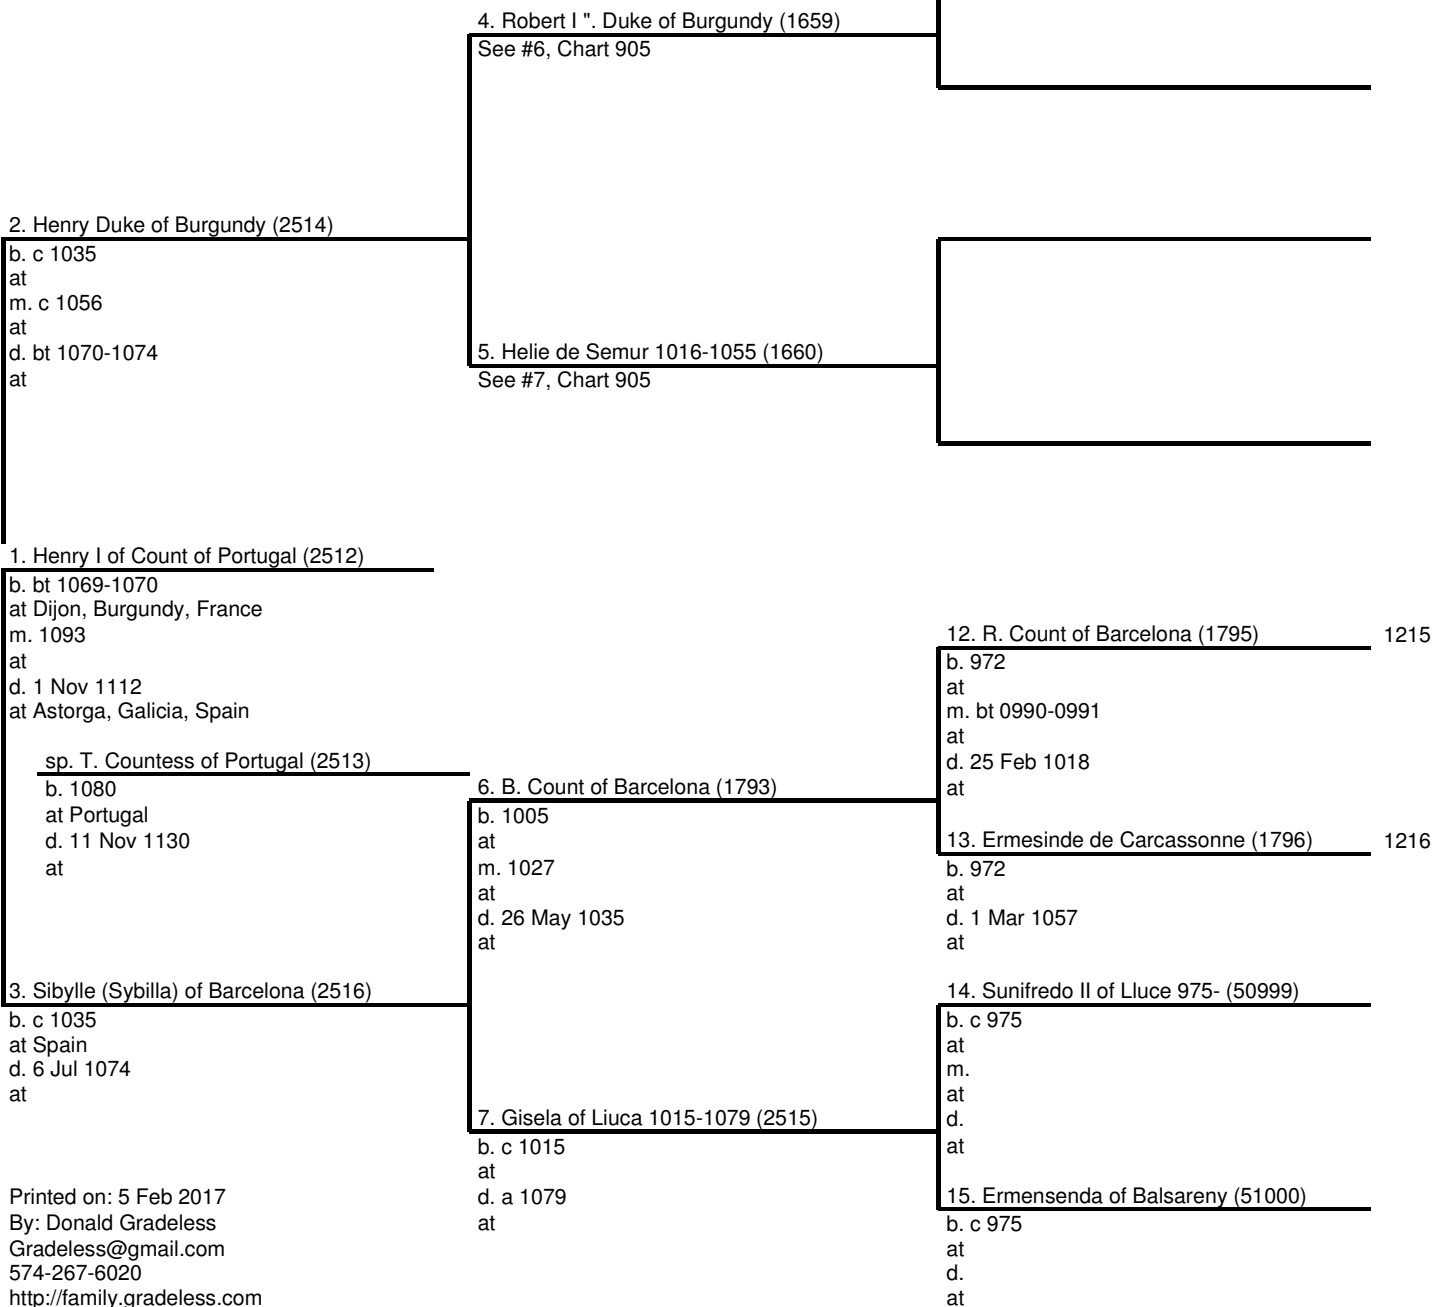 4. Robert I ". Duke of Burgundy (1659)
See #6, Chart 905
2. Henry Duke of Burgundy (2514)
b. c 1035
at
m. c 1056
at
d. bt 1070-1074
at
5. Helie de Semur 1016-1055 (1660)
See #7, Chart 905
1. Henry I of Count of Portugal (2512)
b. bt 1069-1070
at Dijon, Burgundy, France
m. 1093
at
d. 1 Nov 1112
at Astorga, Galicia, Spain
sp. T. Countess of Portugal (2513)
b. 1080
at Portugal
d. 11 Nov 1130
at
12. R. Count of Barcelona (1795) 1215
b. 972
at
m. bt 0990-0991
at
d. 25 Feb 1018
at
6. B. Count of Barcelona (1793)
b. 1005
at
m. 1027
at
d. 26 May 1035
at
13. Ermesinde de Carcassonne (1796) 1216
b. 972
at
d. 1 Mar 1057
at
3. Sibylle (Sybilla) of Barcelona (2516)
b. c 1035
at Spain
d. 6 Jul 1074
at
14. Sunifredo II of Lluce 975- (50999)
b. c 975
at
m.
at
d.
at
7. Gisela of Liuca 1015-1079 (2515)
b. c 1015
at
d. a 1079
at
15. Ermensenda of Balsareny (51000)
b. c 975
at
d.
at
Printed on: 5 Feb 2017
By: Donald Gradeless
Gradeless@gmail.com
574-267-6020
http://family.gradeless.com